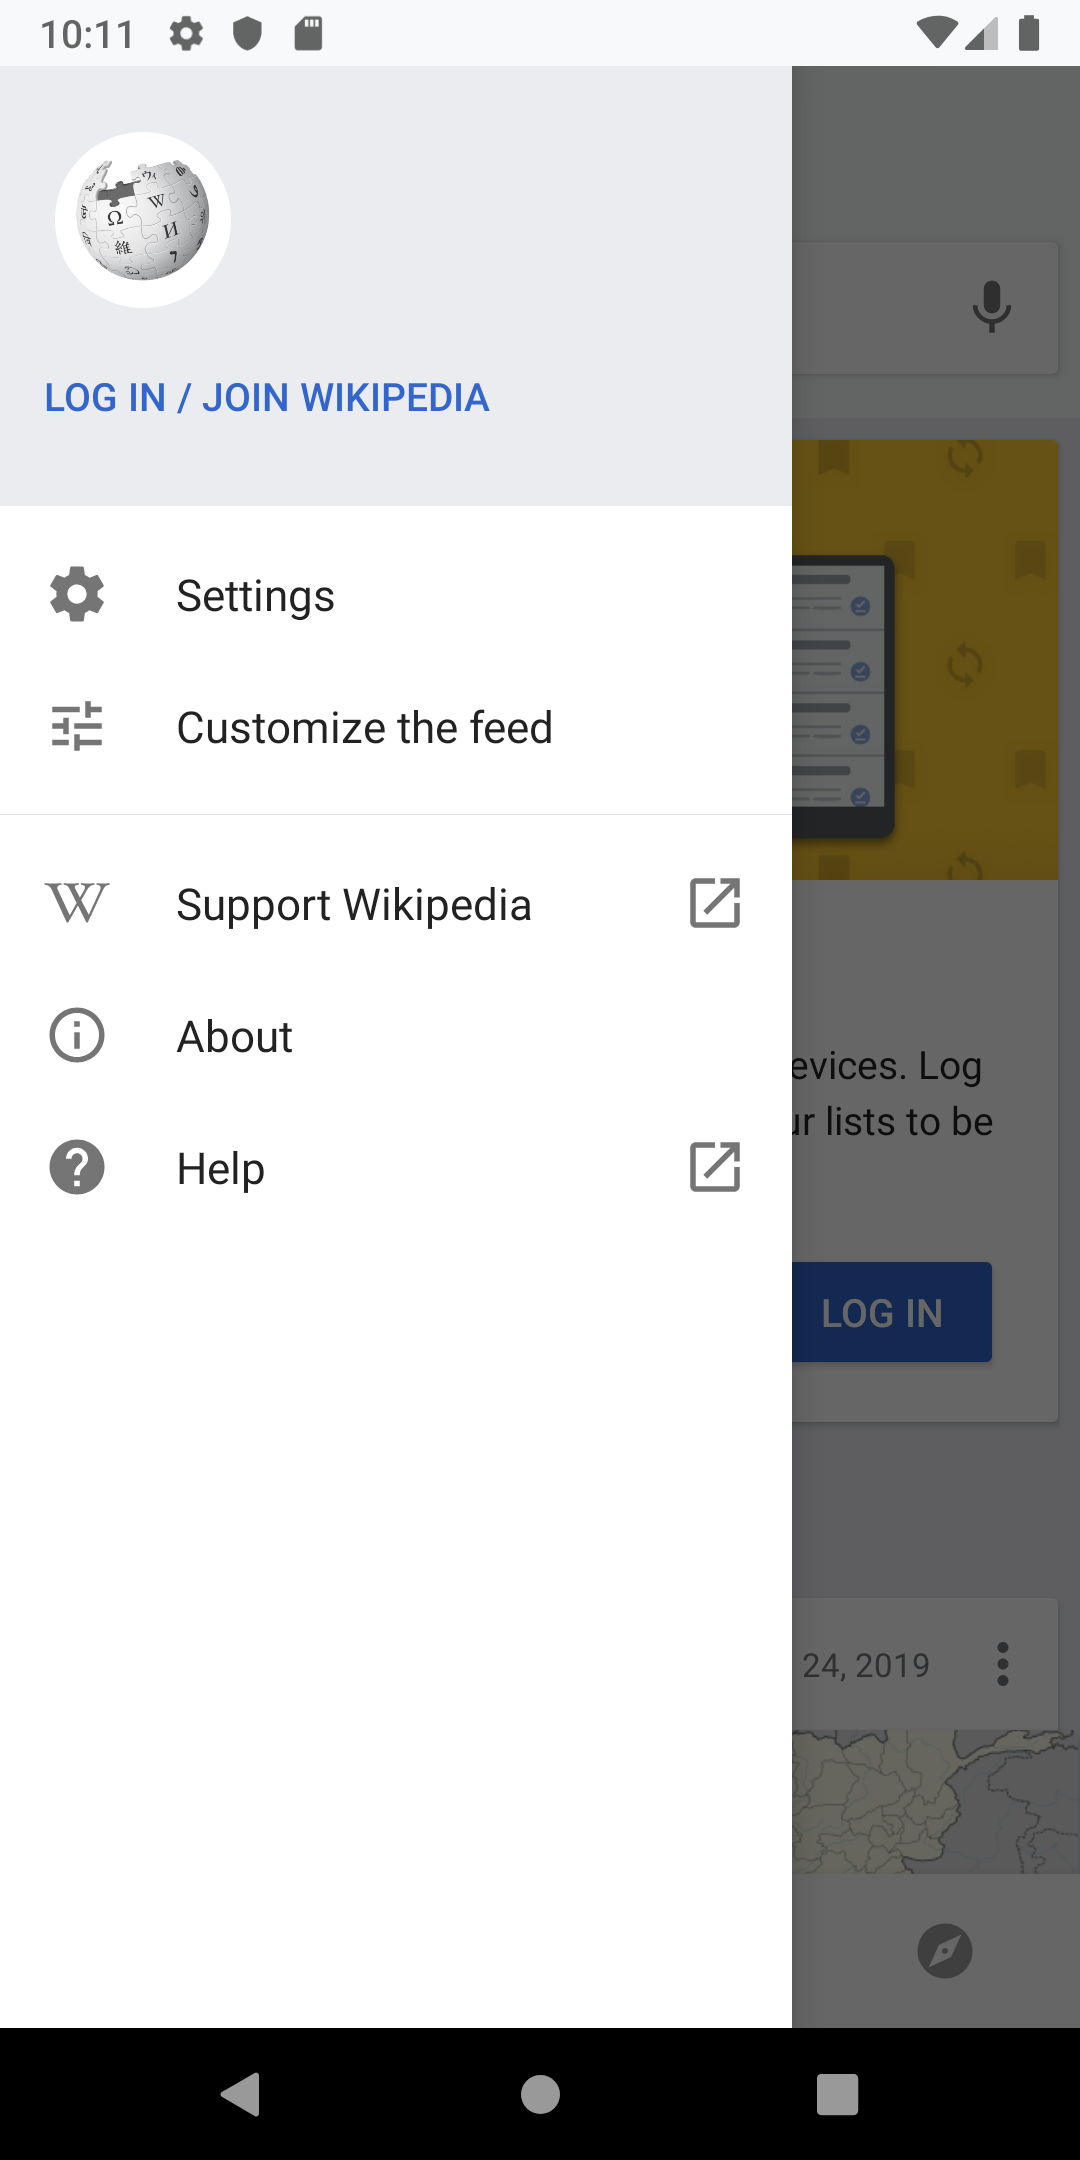 10:11
LOG IN / JOIN WIKIPEDIA
Settings
Customize the feed
Support Wikipedia
About
Help
evices. Log
ur lists to be
LOG IN
24, 2019